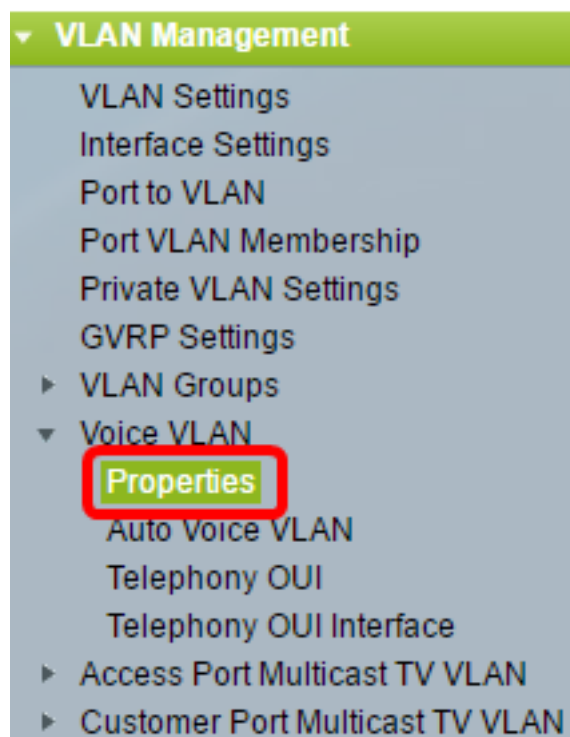 VLAN Management
VLAN Settings
Interface Settings
Port to VLAN
Port VLAN Membership
Private VLAN Settings
GVRP Settings
VLAN Groups
Voice VLAN
Properties
Auto Voice VLAN
Telephony OUI
Telephony OUI Interface
Access Port Multicast TV VLAN
Customer Port Multicast TV VLAN